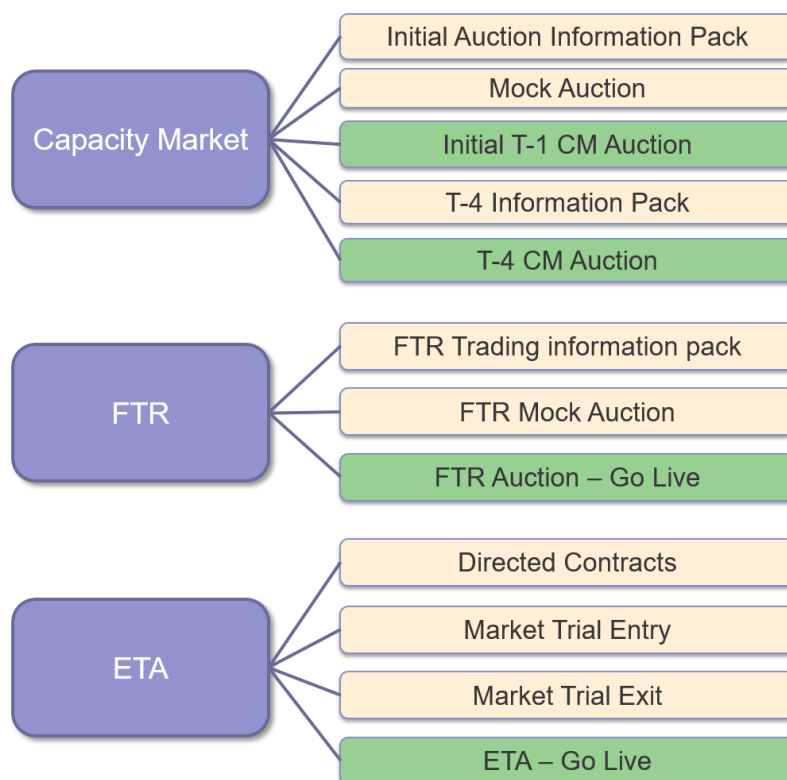 Capacity Market
Initial Auction Information Pack
Mock Auction
Initial T-1 CM Auction
T-4 Information Pack
T-4 CM Auction
FTR
FTR Trading information pack
FTR Mock Auction
FTR Auction – Go Live
ETA
Directed Contracts
Market Trial Entry
Market Trial Exit
ETA – Go Live